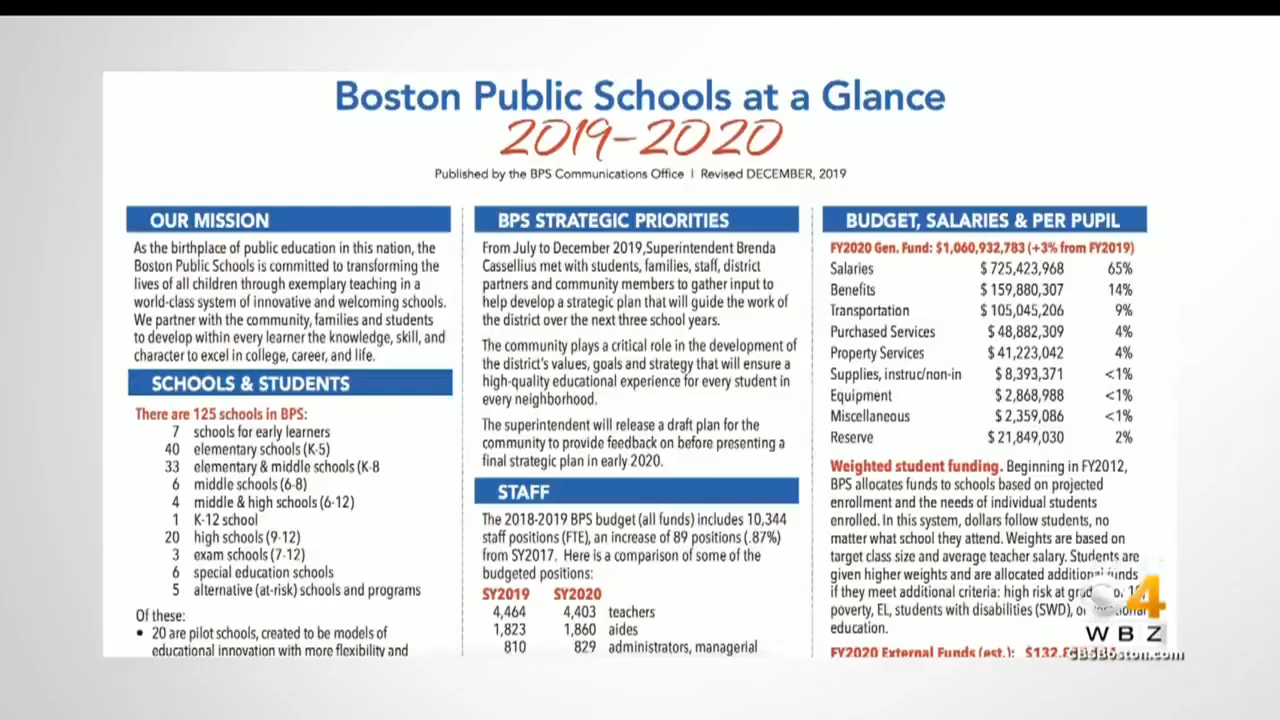 Boston Public Schools at a Glance
2019-2020
Published by the BPS Communications Office | Revised DECEMBER, 2019
OUR MISSION
As the birthplace of public education in this nation, the
Boston Public Schools is committed to transforming the
lives of all children through exemplary teaching in a
world-class system of innovative and welcoming schools.
We partner with the community, families and students
to develop within every learner the knowledge, skill, and
character to excel in college, career, and life.
SCHOOLS & STUDENTS
There are 125 schools in BPS:
7 schools for early learners
40 elementary schools (K-5)
33 elementary & middle schools (K-8
6 middle schools (6-8)
4 middle & high schools (6-12)
1 K-12 school
20 high schools (9-12)
3 exam schools (7-12)
6 special education schools
5 alternative (at-risk) schools and programs
Of these:
• 20 are pilot schools, created to be models of
educational innovation with more flexibility and
BPS STRATEGIC PRIORITIES
From July to December 2019,Superintendent Brenda
Cassellius met with students, families, staff, district
partners and community members to gather input to
help develop a strategic plan that will guide the work of
the district over the next three school years.
The community plays a critical role in the development of
the district's values, goals and strategy that will ensure a
high-quality educational experience for every student in
every neighborhood.
The superintendent will release a draft plan for the
community to provide feedback on before presenting a
final strategic plan in early 2020.
STAFF
The 2018-2019 BPS budget (all funds) includes 10,344
staff positions (FTE), an increase of 89 positions (.87%)
from SY2017. Here is a comparison of some of the
budgeted positions:
SY2019 SY2020
4,464 4,403 teachers
1,823 1,860 aides
810 829 administrators, managerial
BUDGET, SALARIES & PER PUPIL
FY2020 Gen. Fund: $1,060,932,783 (+3% from FY2019)
Salaries $ 725,423,968 65%
Benefits $ 159,880,307 14%
Transportation $ 105,045,206 9%
Purchased Services $ 48,882,309 4%
Property Services $ 41,223,042 4%
Supplies, instruc/non-in $ 8,393,371 <1%
Equipment $ 2,868,988 <1%
Miscellaneous $ 2,359,086 <1%
Reserve $ 21,849,030 2%
Weighted student funding. Beginning in FY2012,
BPS allocates funds to schools based on projected
enrollment and the needs of individual students
enrolled. In this system, dollars follow students, no
matter what school they attend. Weights are based on
target class size and average teacher salary. Students are
given higher weights and are allocated additional funds
if they meet additional criteria: high risk at
poverty, EL, students with disabilities (SWD),
education.
FY2020 External Funds (est.):
4
WBZ
CBSBoston.com